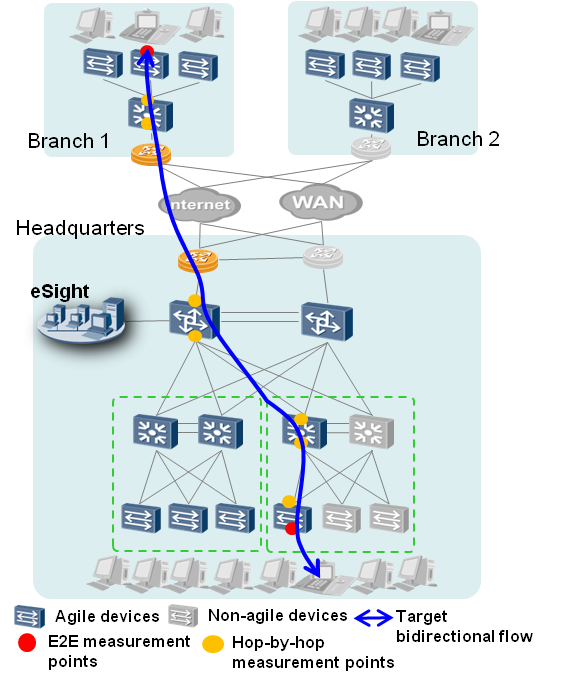 Branch 1
Branch 2
Internet
WAN
Headquarters
eSight
Agile devices
Non-agile devices
Target
bidirectional flow
E2E measurement
points
Hop-by-hop
measurement points